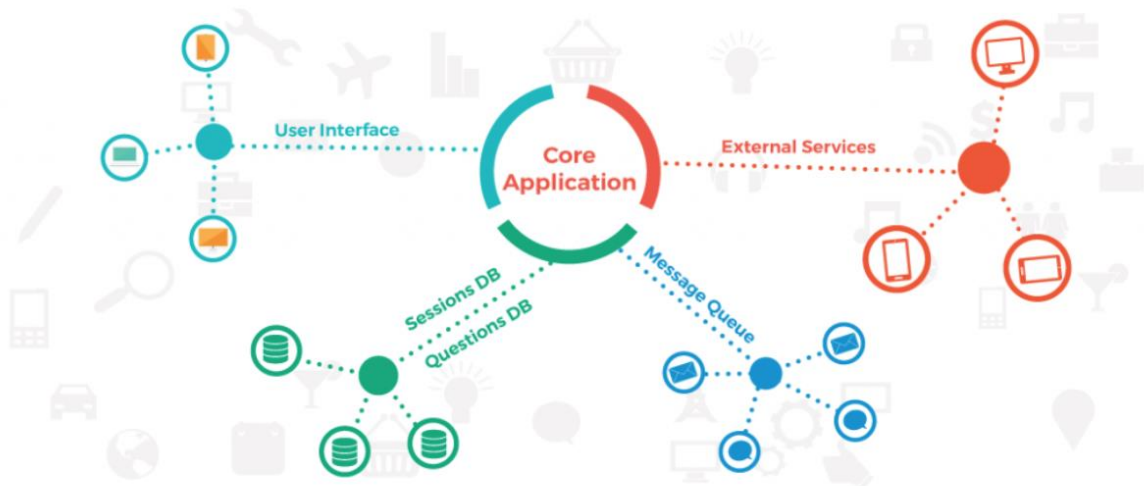 User Interface
Core
Application
External Services
Sessions DB
Questions DB
Message Queue